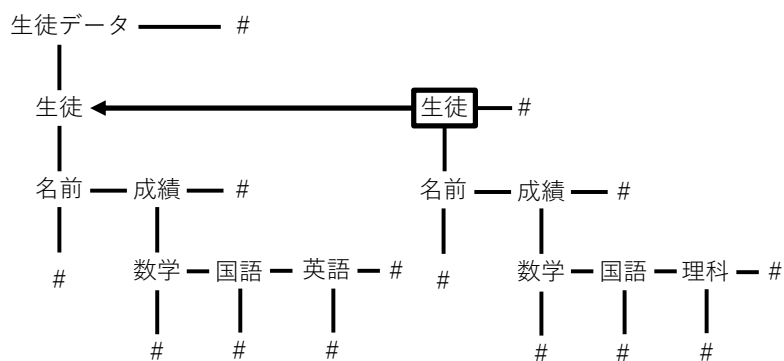 生徒データ #
生徒 生徒 #
名前 成績 # 名前 成績 #
# 数学 国語 英語 # # 数学 国語 理科 #
# # # # # #